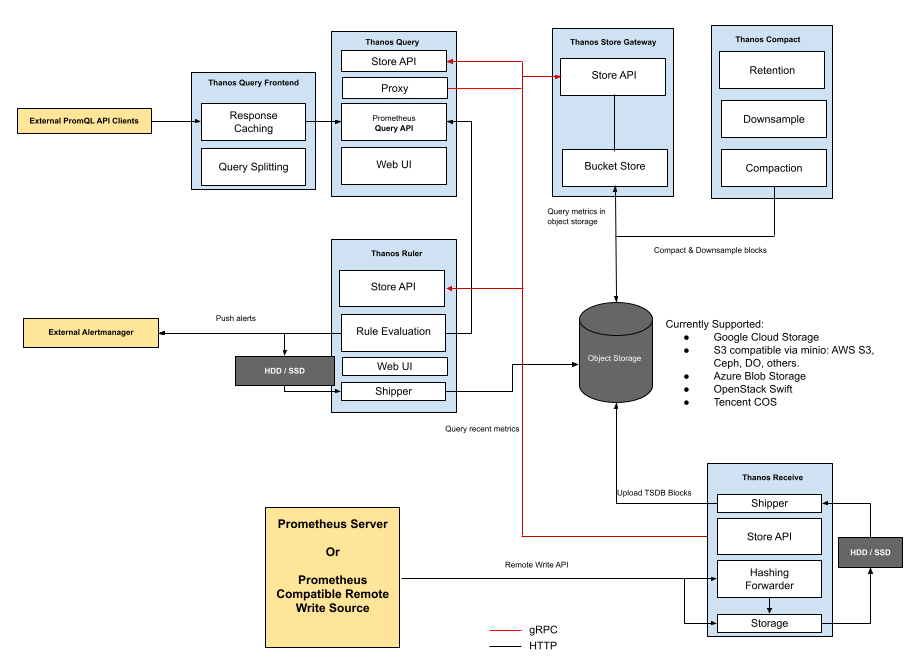 Thanos Query Frontend
Response
Caching
Query Splitting
External PromQL API Clients
Thanos Query
Store API
Proxy
Prometheus
Query API
Web UI
Thanos Store Gateway
Store API
Bucket Store
Thanos Compact
Retention
Downsample
Compaction
Query metrics in
object storage
Compact & Downsample blocks
Thanos Ruler
Store API
Rule Evaluation
Web UI
Shipper
Push alerts
External Alertmanager
HDD / SSD
Object Storage
Currently Supported:
● Google Cloud Storage
● S3 compatible via minio: AWS S3,
Ceph, DO, others.
● Azure Blob Storage
● OpenStack Swift
● Tencent COS
Query recent metrics
Thanos Receive
Upload TSDB Blocks
Shipper
Store API
Hashing
Forwarder
Storage
HDD / SSD
Prometheus Server
Or
Prometheus
Compatible Remote
Write Source
Remote Write API
gRPC
HTTP